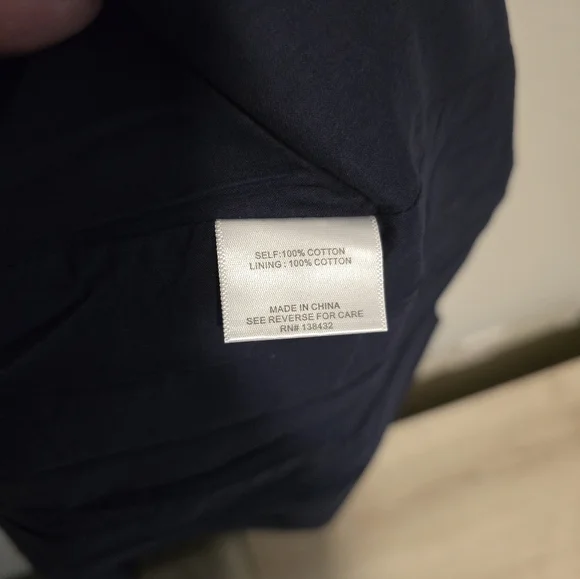 SELF:100% COTTON
LINING : 100% COTTON
MADE IN CHINA
SEE REVERSE FOR CARE
RN# 138432